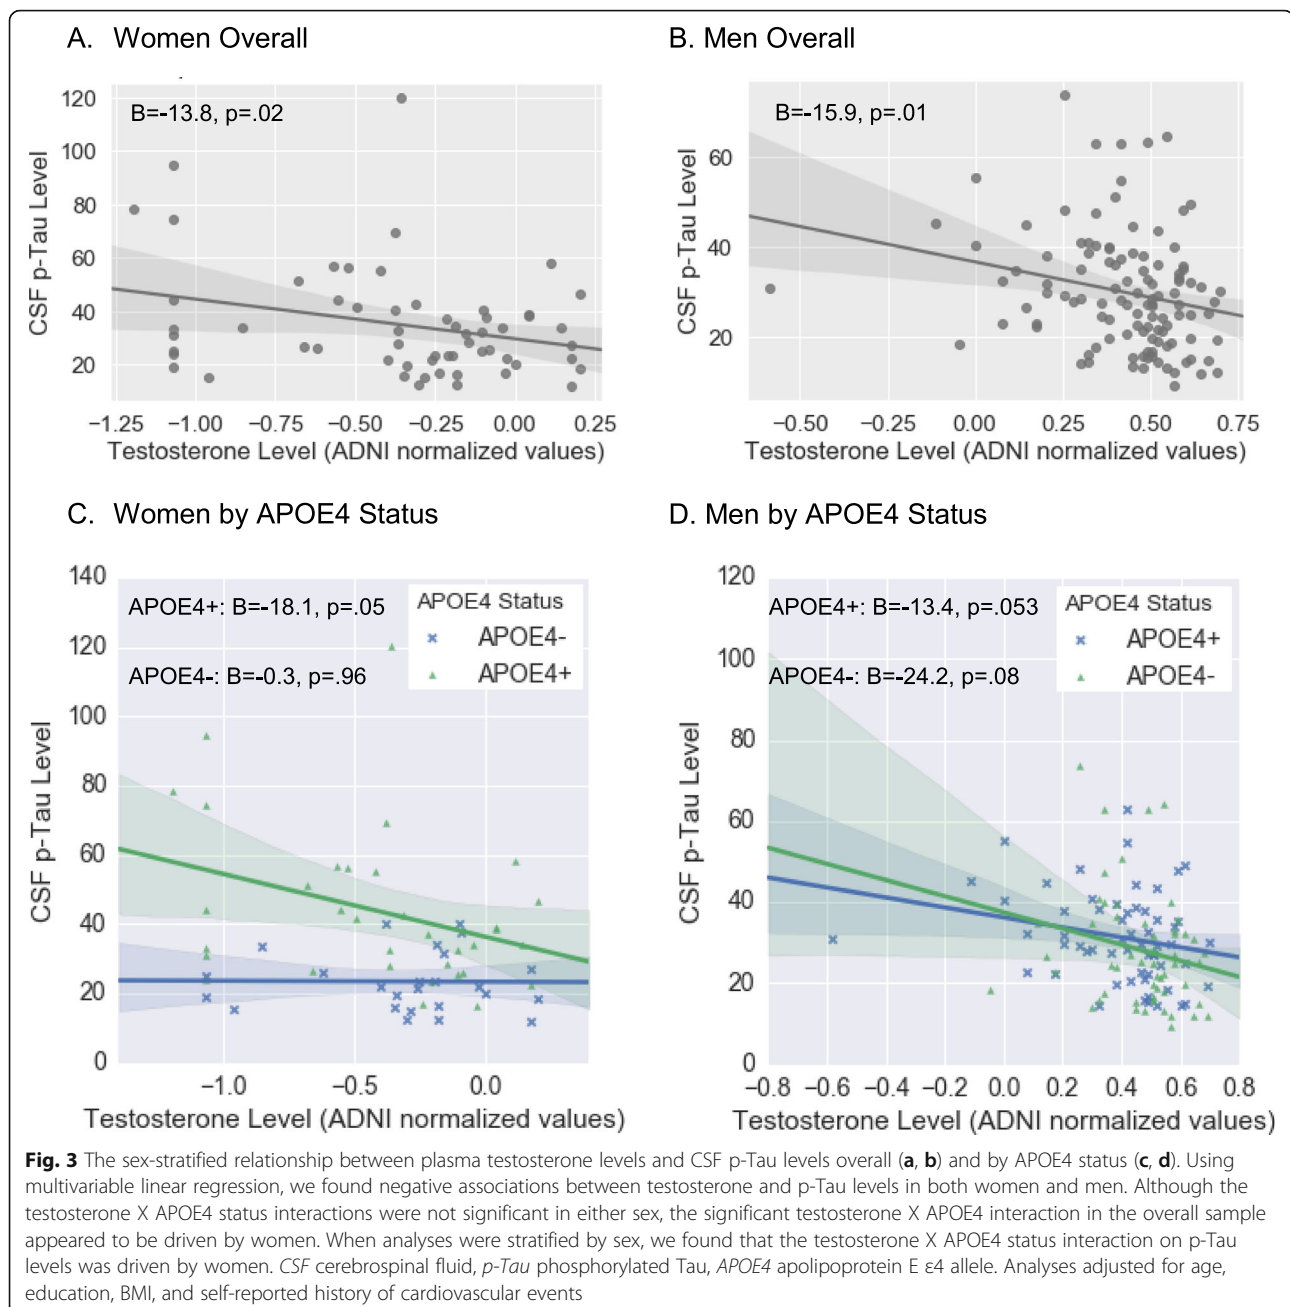 A. Women Overall
B=-13.8, p=.02
CSF p-Tau Level
120
100
80
60
40
20
−1.25 −1.00 −0.75 −0.50 −0.25 0.00 0.25
Testosterone Level (ADNI normalized values)
B. Men Overall
B=-15.9, p=.01
CSF p-Tau Level
60
40
20
−0.50 −0.25 0.00 0.25 0.50 0.75
Testosterone Level (ADNI normalized values)
C. Women by APOE4 Status
APOE4+: B=-18.1, p=.05
APOE4-: B=-0.3, p=.96
APOE4 Status
APOE4-
APOE4+
CSF p-Tau Level
140
120
100
80
60
40
20
0
−1.0 −0.5 0.0
Testosterone Level (ADNI normalized values)
D. Men by APOE4 Status
APOE4+: B=-13.4, p=.053
APOE4-: B=-24.2, p=.08
APOE4 Status
APOE4+
APOE4-
CSF p-Tau Level
120
100
80
60
40
20
0
−0.8 −0.6 −0.4 −0.2 0.0 0.2 0.4 0.6 0.8
Testosterone Level (ADNI normalized values)
Fig. 3 The sex-stratified relationship between plasma testosterone levels and CSF p-Tau levels overall (a, b) and by APOE4 status (c, d). Using
multivariable linear regression, we found negative associations between testosterone and p-Tau levels in both women and men. Although the
testosterone X APOE4 status interactions were not significant in either sex, the significant testosterone X APOE4 interaction in the overall sample
appeared to be driven by women. When analyses were stratified by sex, we found that the testosterone X APOE4 status interaction on p-Tau
levels was driven by women. CSF cerebrospinal fluid, p-Tau phosphorylated Tau, APOE4 apolipoprotein E ε4 allele. Analyses adjusted for age,
education, BMI, and self-reported history of cardiovascular events